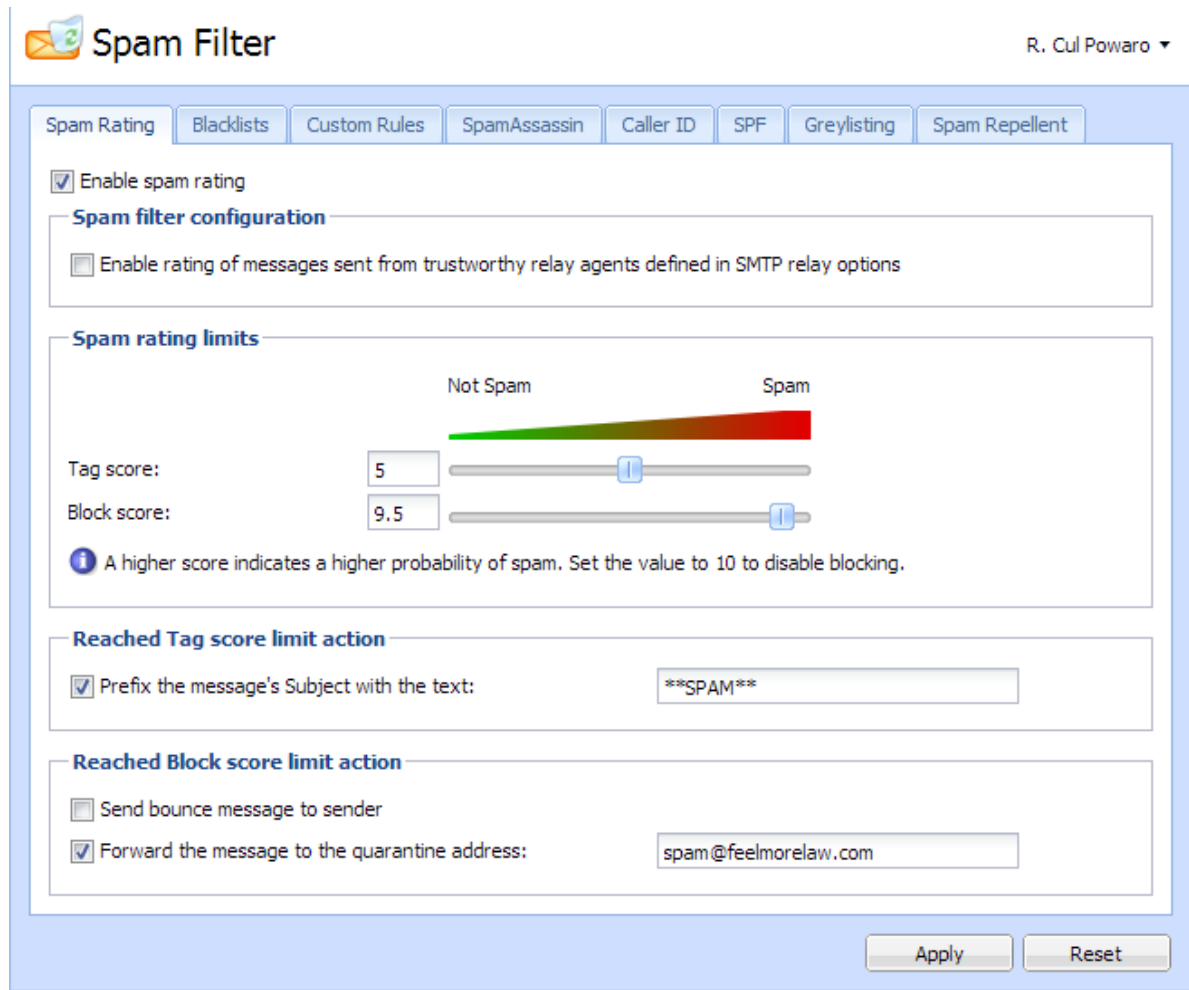 Spam Filter
R. Cul Powaro
Spam Rating Blacklists Custom Rules SpamAssassin Caller ID SPF Greylisting Spam Repellent
Enable spam rating
Spam filter configuration
Enable rating of messages sent from trustworthy relay agents defined in SMTP relay options
Spam rating limits
Not Spam Spam
Tag score: 5
Block score: 9.5
A higher score indicates a higher probability of spam. Set the value to 10 to disable blocking.
Reached Tag score limit action
Prefix the message's Subject with the text: **SPAM**
Reached Block score limit action
Send bounce message to sender
Forward the message to the quarantine address: spam@feelmorelaw.com
Apply Reset